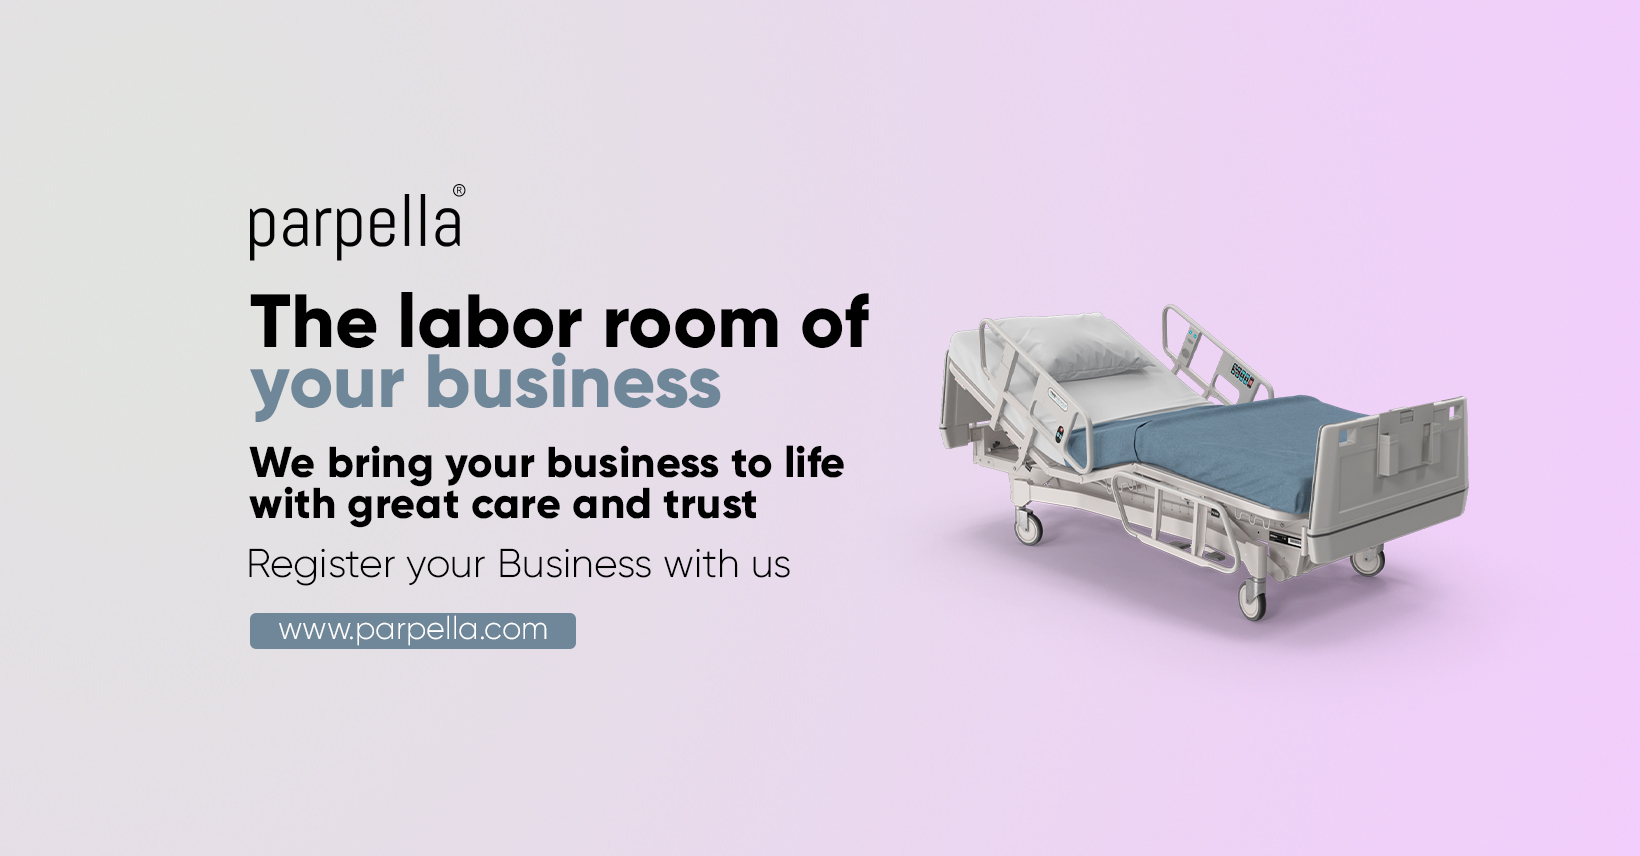 parpella®
The labor room of
your business
We bring your business to life
with great care and trust
Register your Business with us
www.parpella.com